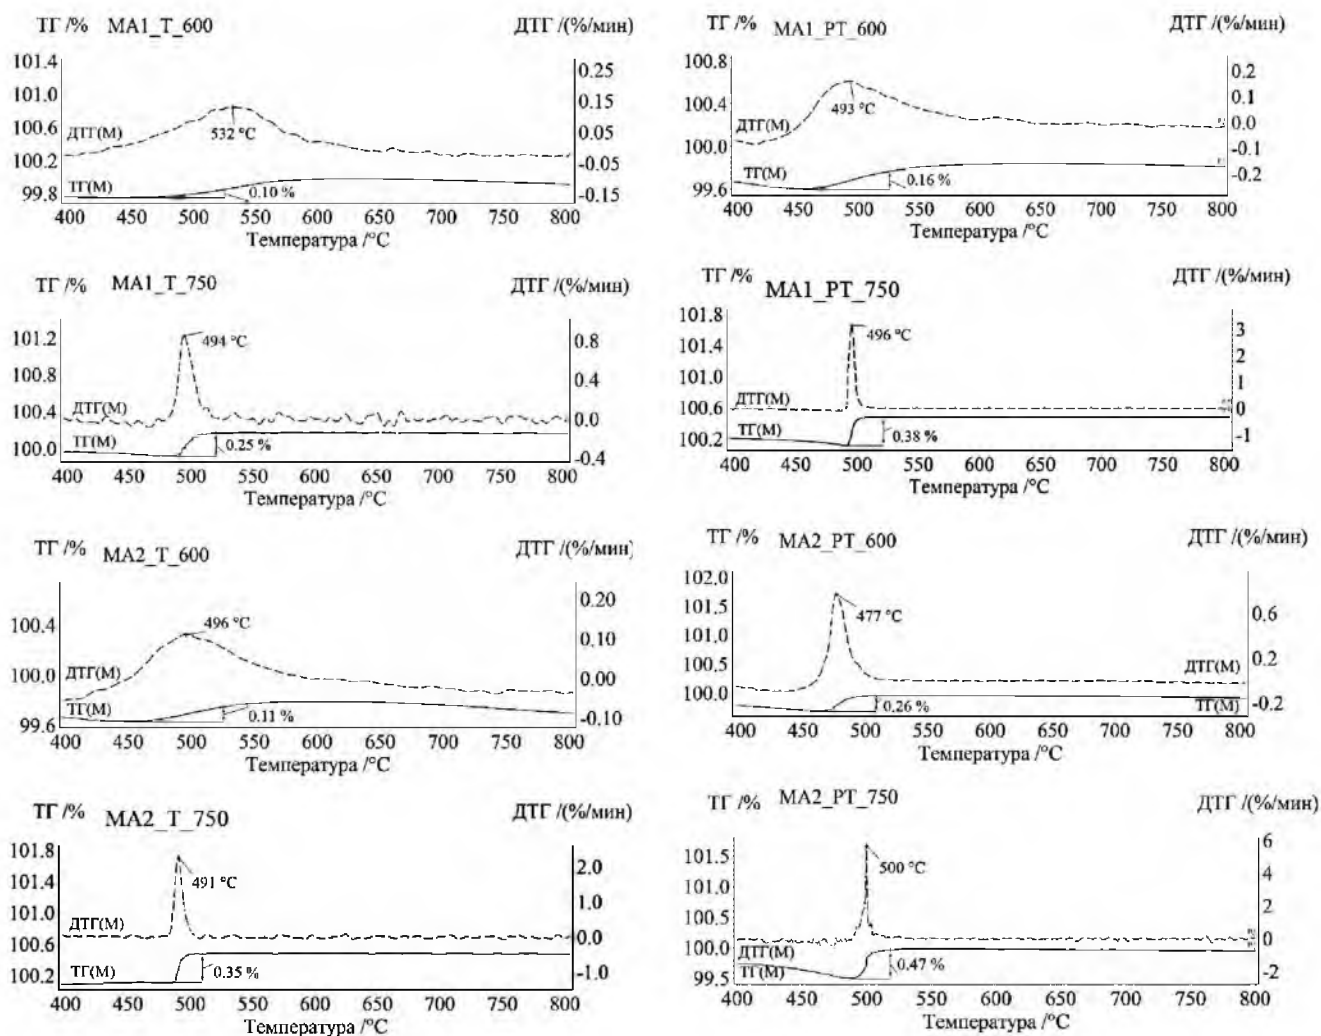 ТГ /% MA1_T_600 ДТГ /(%/мин)
101.4
101.0
100.6
100.2
99.8
0.25
0.15
0.05
-0.05
-0.15
ДТГ(М)
532 °C
ТГ(М)
0.10 %
400 450 500 550 600 650 700 750 800
Температура /°C
ТГ /% MA1_PT_600 ДТГ /(%/мин)
100.8
100.4
100.0
99.6
0.2
0.1
0.0
-0.1
-0.2
ДТГ(М)
493 °C
ТГ(М)
0.16 %
400 450 500 550 600 650 700 750 800
Температура /°C
ТГ /% MA1_T_750 ДТГ /(%/мин)
101.2
100.8
100.4
100.0
0.8
0.4
0.0
-0.4
494 °C
ДТГ(М)
ТГ(М)
0.25 %
400 450 500 550 600 650 700 750 800
Температура /°C
ТГ /% MA1_PT_750 ДТГ /(%/мин)
101.8
101.4
101.0
100.6
100.2
3
2
1
0
-1
496 °C
ДТГ(М)
ТГ(М)
0.38 %
400 450 500 550 600 650 700 750 800
Температура /°C
ТГ /% MA2_T_600 ДТГ /(%/мин)
100.4
100.0
99.6
0.20
0.10
0.00
-0.10
496 °C
ДТГ(М)
ТГ(М)
0.11 %
400 450 500 550 600 650 700 750 800
Температура /°C
ТГ /% MA2_PT_600 ДТГ /(%/мин)
102.0
101.5
101.0
100.5
100.0
0.6
0.2
-0.2
477 °C
ДТГ(М)
0.26 %
ТГ(М)
400 450 500 550 600 650 700 750 800
Температура /°C
ТГ /% MA2_T_750 ДТГ /(%/мин)
101.8
101.4
101.0
100.6
100.2
2.0
1.0
0.0
-1.0
491 °C
ДТГ(М)
ТГ(М)
0.35 %
400 450 500 550 600 650 700 750 800
Температура /°C
ТГ /% MA2_PT_750 ДТГ /(%/мин)
101.5
101.0
100.5
100.0
99.5
6
4
2
0
-2
500 °C
ДТГ(М)
ТГ(М)
0.47 %
400 450 500 550 600 650 700 750 800
Температура /°C